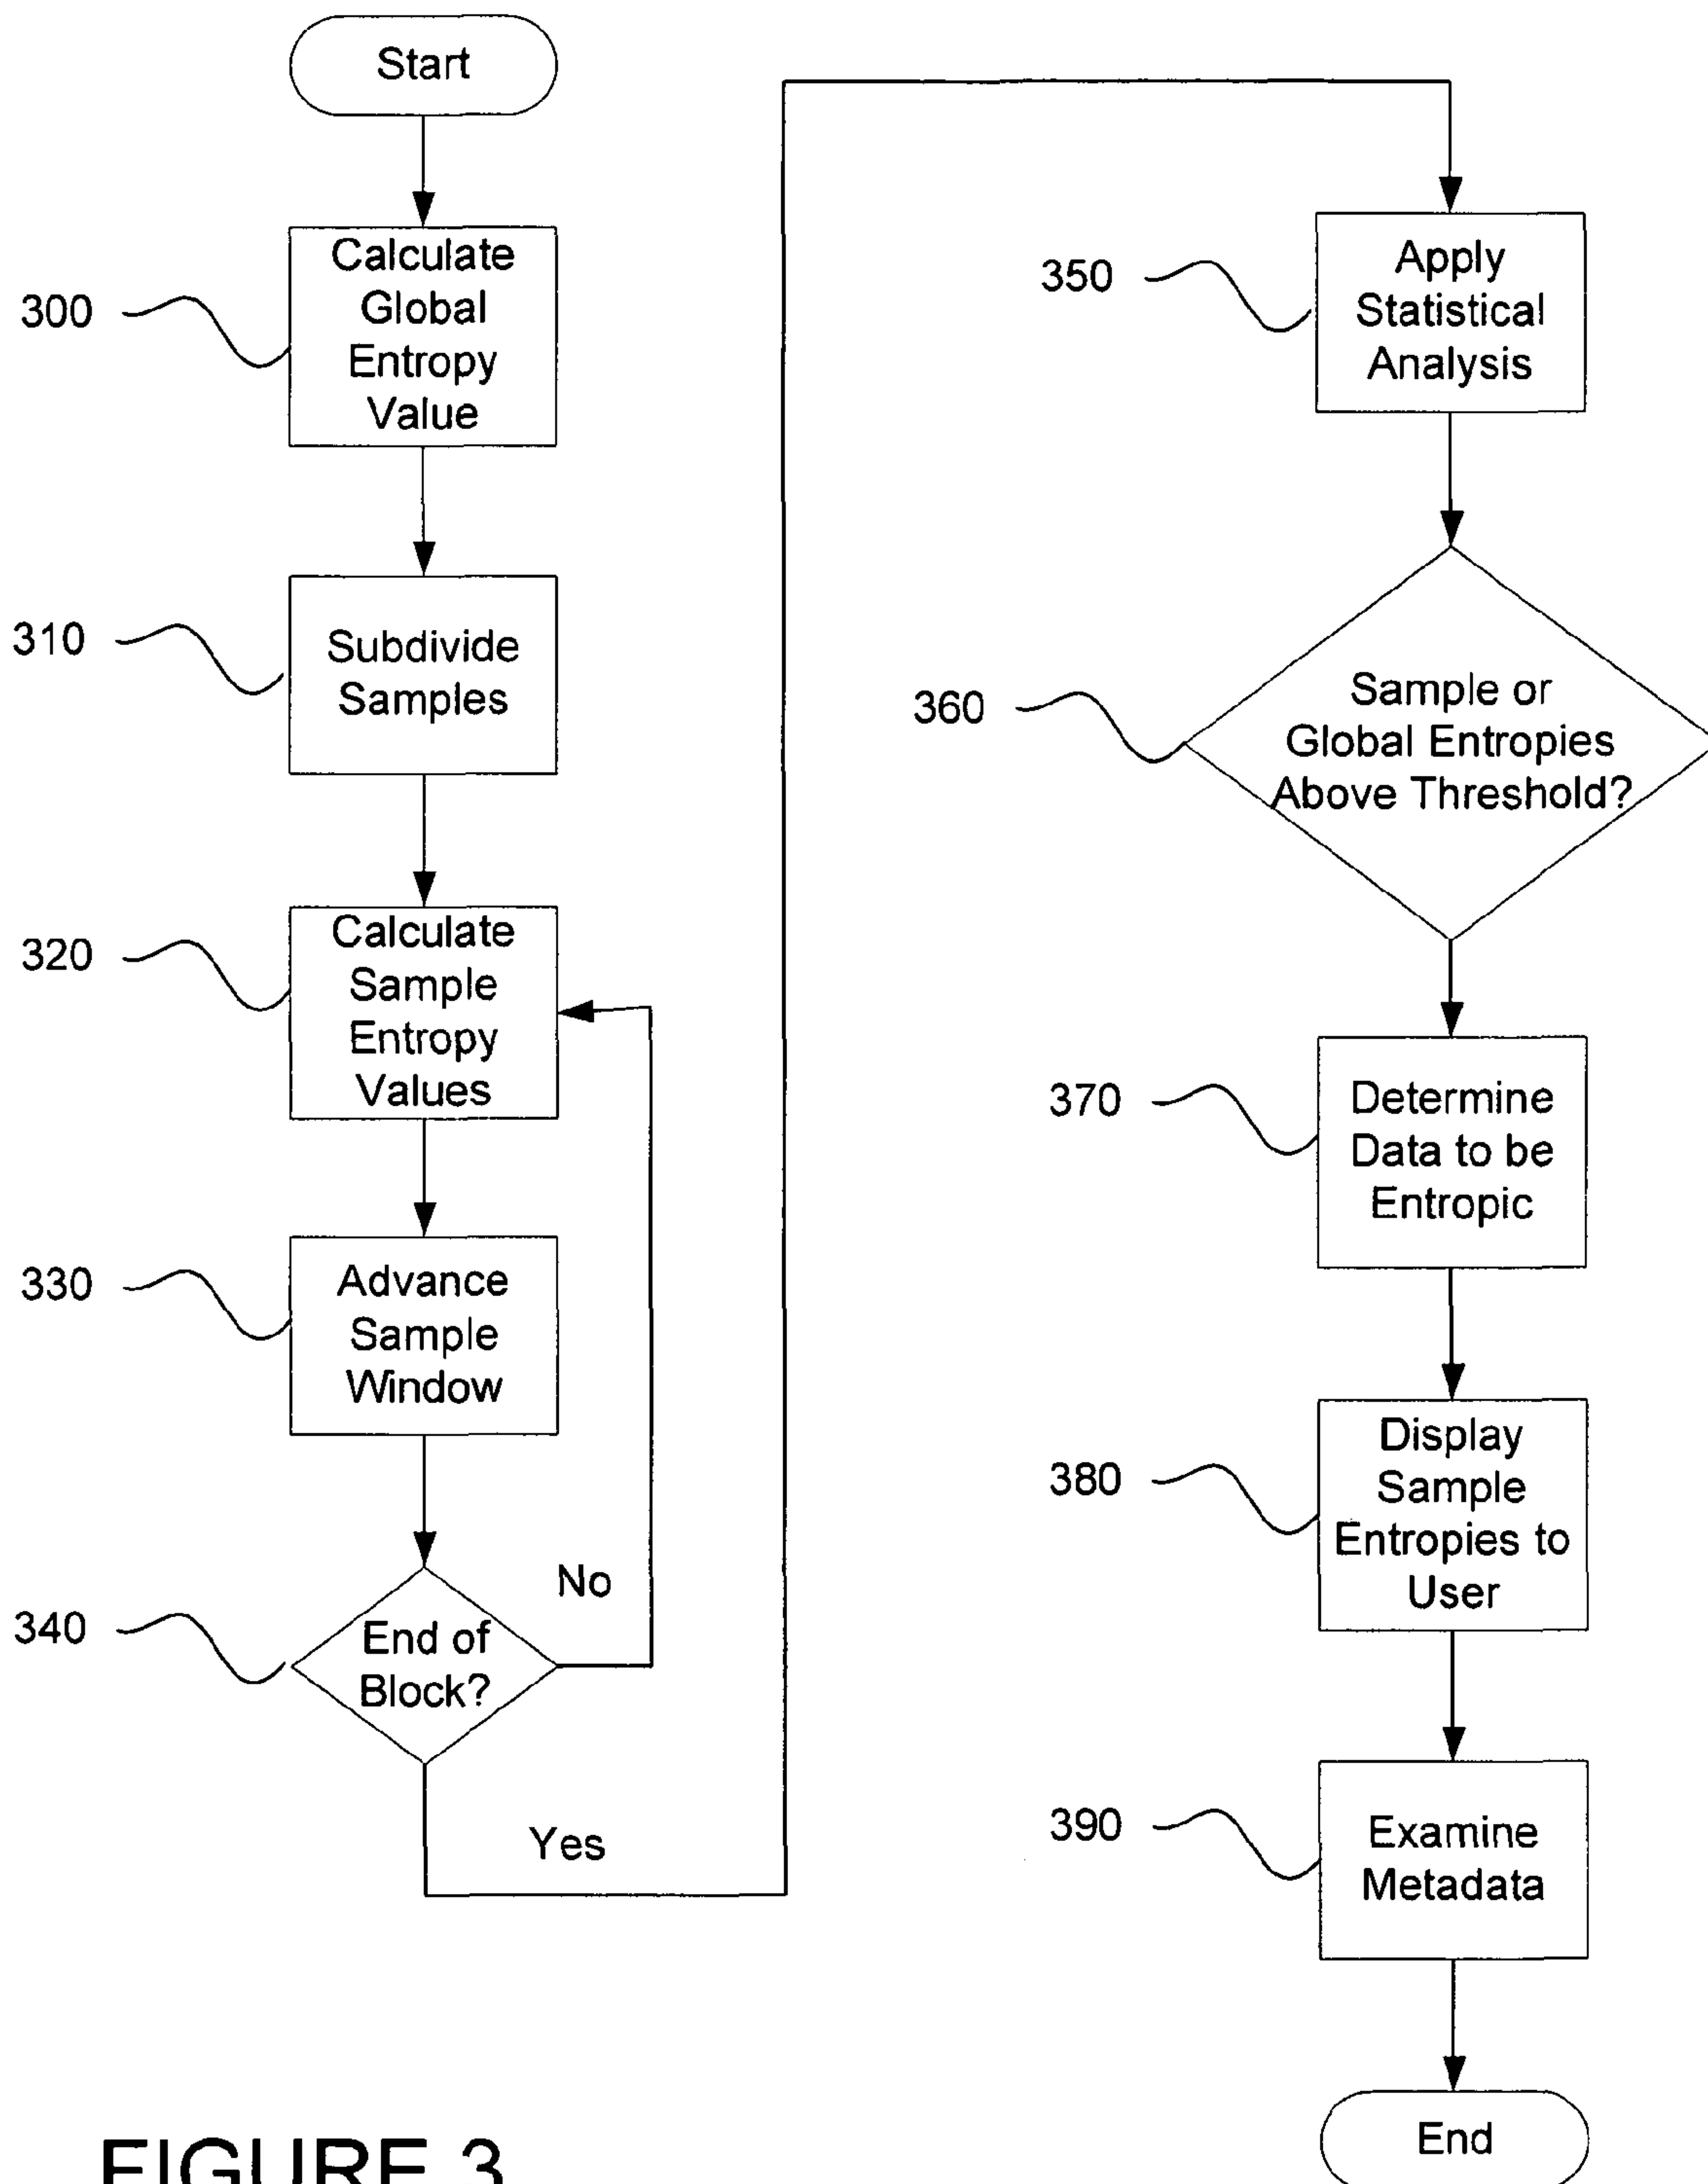 Start
300
Calculate
Global
Entropy
Value
310
Subdivide
Samples
320
Calculate
Sample
Entropy
Values
330
Advance
Sample
Window
340
End of
Block?
No
Yes
350
Apply
Statistical
Analysis
360
Sample or
Global Entropies
Above Threshold?
370
Determine
Data to be
Entropic
380
Display
Sample
Entropies to
User
390
Examine
Metadata
End
FIGURE 3